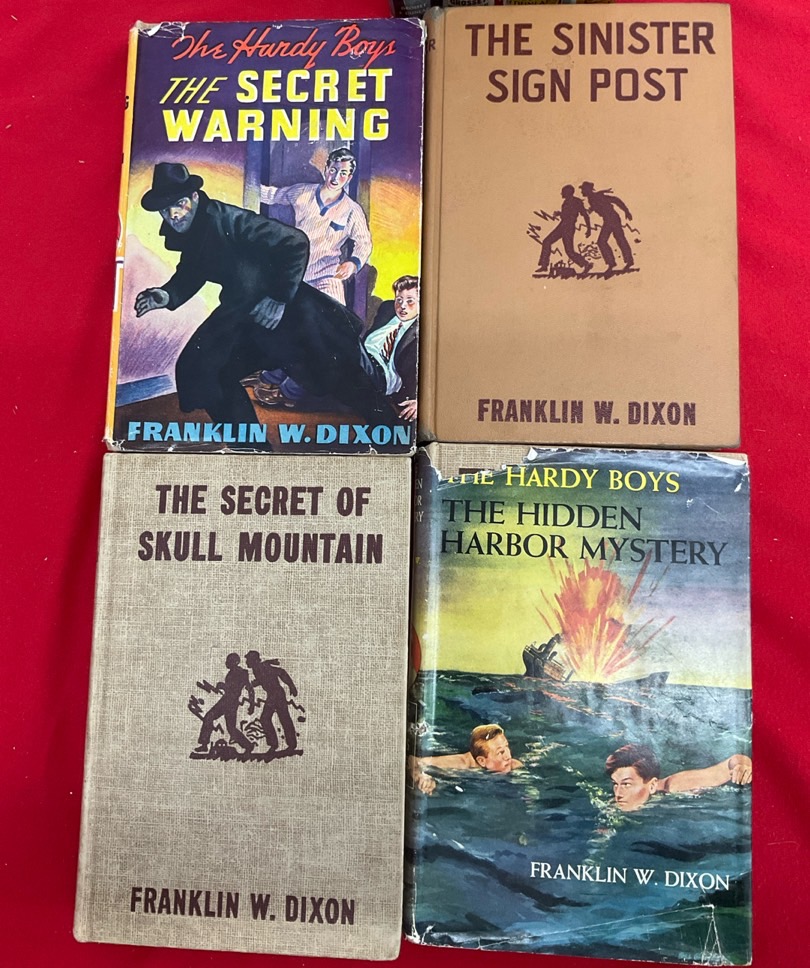 The Hardy Boys
THE SECRET
WARNING
FRANKLIN W. DIXON
THE SINISTER
SIGN POST
FRANKLIN W. DIXON
THE SECRET OF
SKULL MOUNTAIN
FRANKLIN W. DIXON
THE HARDY BOYS
THE HIDDEN
HARBOR MYSTERY
FRANKLIN W. DIXON